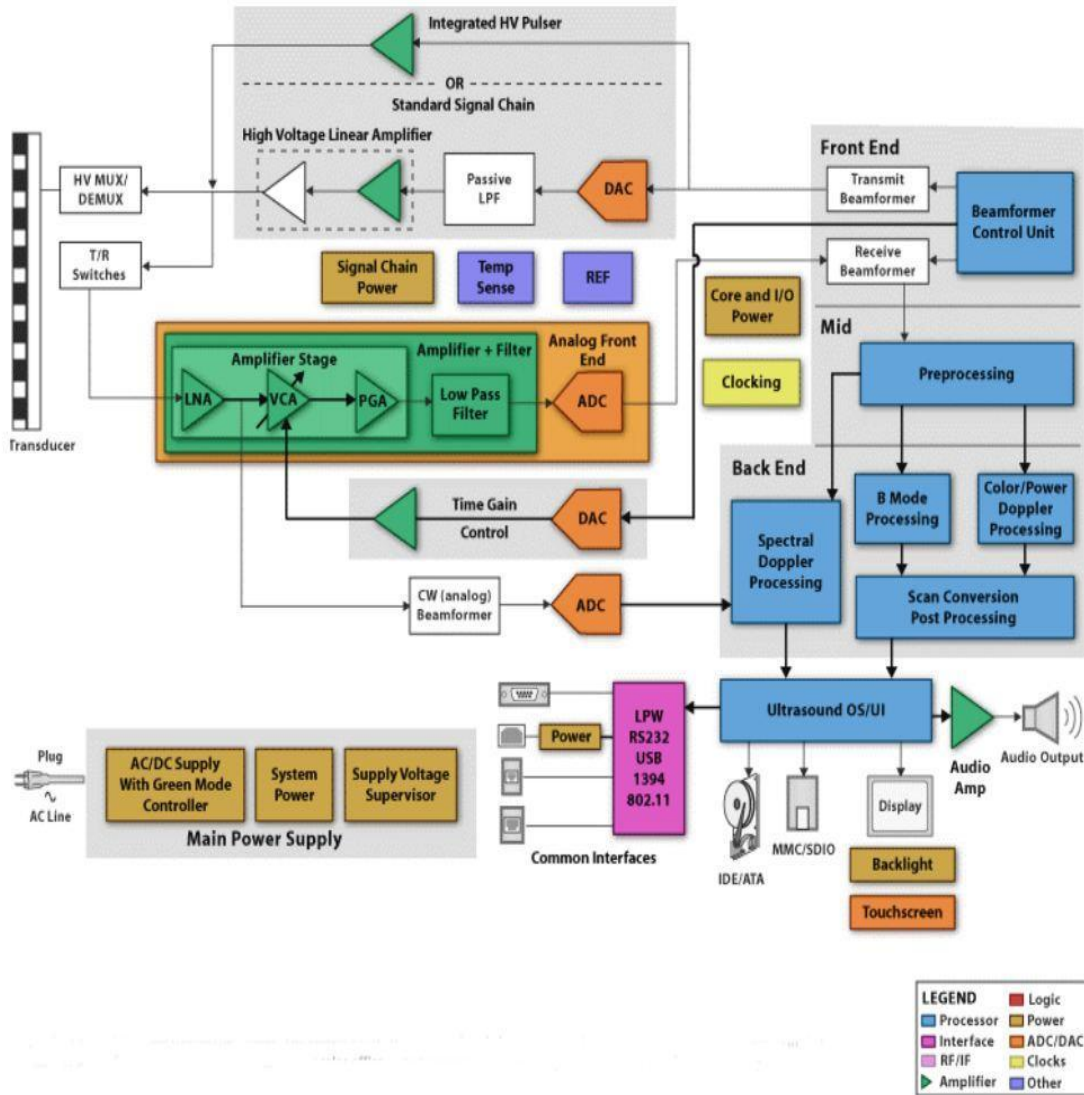 Integrated HV Pulser
OR
Standard Signal Chain
High Voltage Linear Amplifier
HV MUX/
DEMUX
Passive
LPF
DAC
T/R
Switches
Transducer
Front End
Transmit
Beamformer
Beamformer
Control Unit
Receive
Beamformer
Signal Chain
Power
Temp
Sense
REF
Core and I/O
Power
Clocking
Mid
Preprocessing
Analog Front
End
Amplifier + Filter
Amplifier Stage
LNA
VCA
PGA
Low Pass
Filter
ADC
Time Gain
Control
DAC
CW (analog)
Beamformer
ADC
Back End
Spectral
Doppler
Processing
B Mode
Processing
Color/Power
Doppler
Processing
Scan Conversion
Post Processing
Ultrasound OS/UI
Audio
Amp
Audio Output
LPW
RS232
USB
1394
802.11
Power
Common Interfaces
IDE/ATA
MMC/SDIO
Display
Backlight
Touchscreen
Plug
AC Line
AC/DC Supply
With Green Mode
Controller
System
Power
Supply Voltage
Supervisor
Main Power Supply
LEGEND
Processor
Interface
RF/IF
Amplifier
Logic
Power
ADC/DAC
Clocks
Other